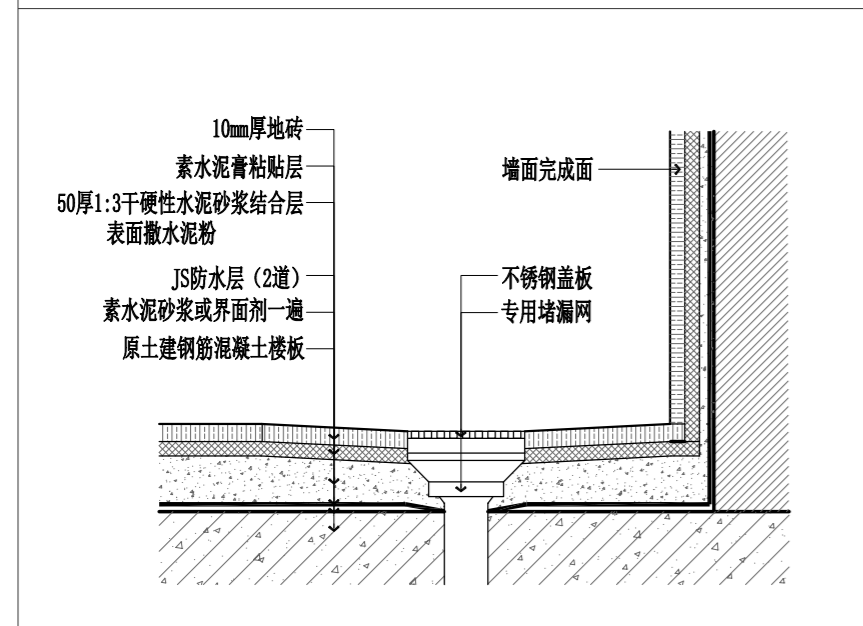 10mm厚地砖
素水泥膏粘贴层
50厚1:3干硬性水泥砂浆结合层
表面撒水泥粉
JS防水层（2道）
素水泥砂浆或界面剂一遍
原土建钢筋混凝土楼板
墙面完成面
不锈钢盖板
专用堵漏网